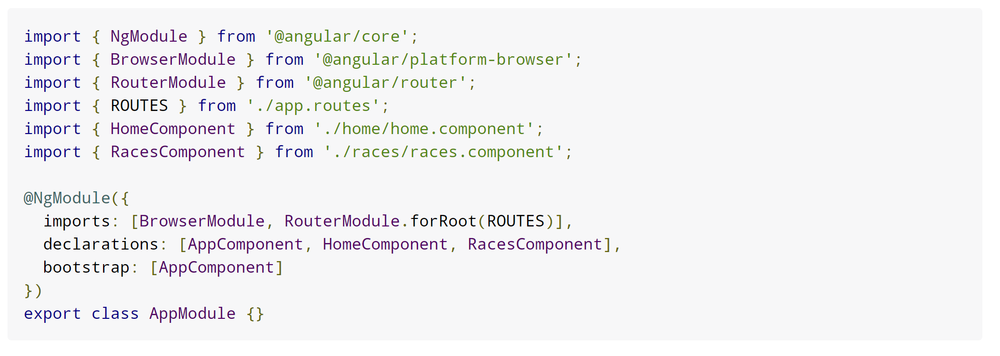 import { NgModule } from '@angular/core';
import { BrowserModule } from '@angular/platform-browser';
import { RouterModule } from '@angular/router';
import { ROUTES } from './app.routes';
import { HomeComponent } from './home/home.component';
import { RacesComponent } from './races/races.component';

@NgModule({
  imports: [BrowserModule, RouterModule.forRoot(ROUTES)],
  declarations: [AppComponent, HomeComponent, RacesComponent],
  bootstrap: [AppComponent]
})
export class AppModule {}